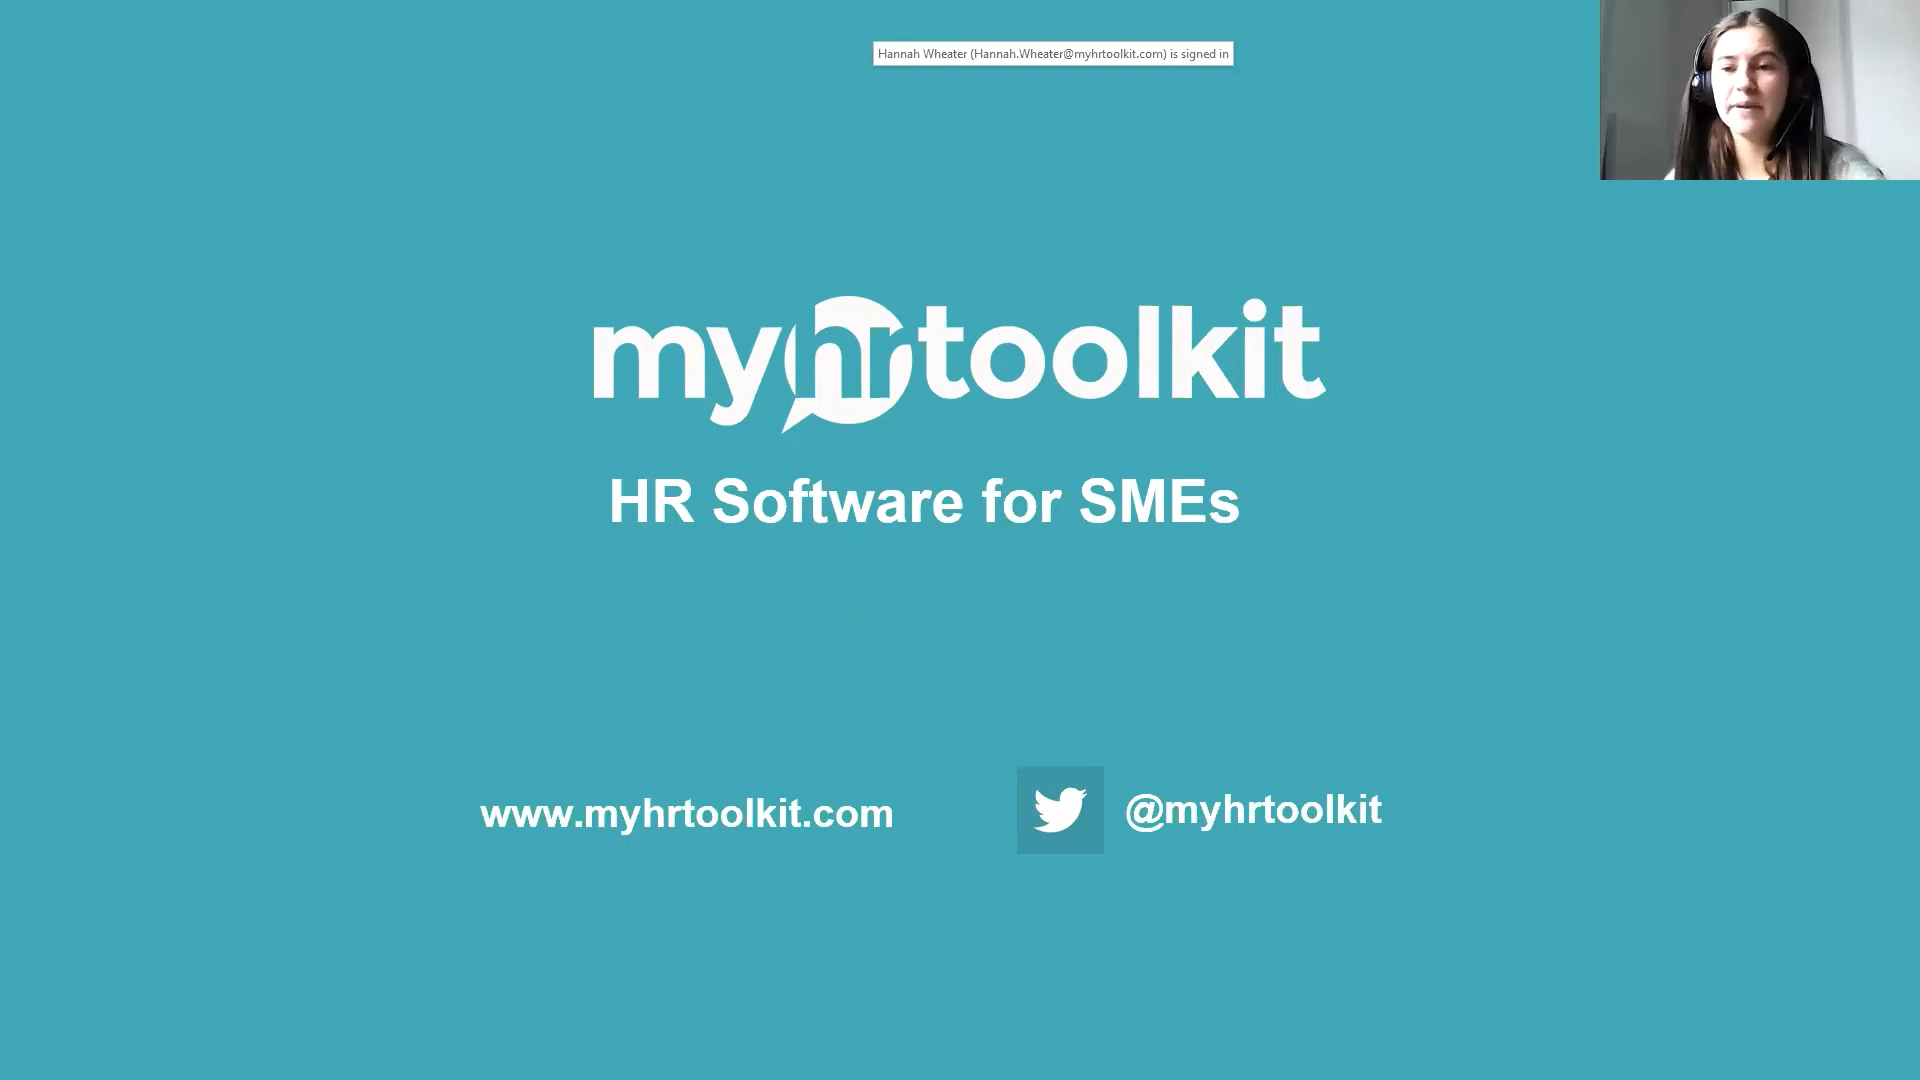 Hannah Wheater (Hannah.Wheater@myhrtoolkit.com) is signed in
myhrtoolkit
HR Software for SMEs
www.myhrtoolkit.com
@myhrtoolkit